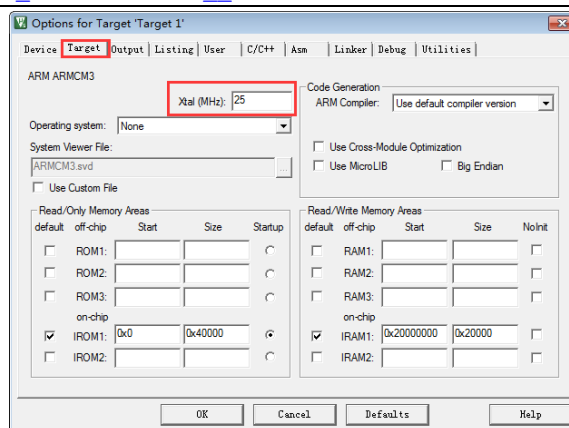 Options for Target 'Target 1'
Device Target Output Listing User C/C++ Asm Linker Debug Utilities
ARM ARMCM3
Xtal (MHz): 25
Operating system: None
System Viewer File:
ARMCM3.svd ...
Use Custom File
Code Generation
ARM Compiler: Use default compiler version
Use Cross-Module Optimization
Use MicroLIB Big Endian
Read/Only Memory Areas
default off-chip Start Size Startup
ROM1:
ROM2:
ROM3:
on-chip
IROM1: 0x0 0x40000
IROM2:
Read/Write Memory Areas
default off-chip Start Size NoInit
RAM1:
RAM2:
RAM3:
on-chip
IRAM1: 0x20000000 0x20000
IRAM2:
OK Cancel Defaults Help